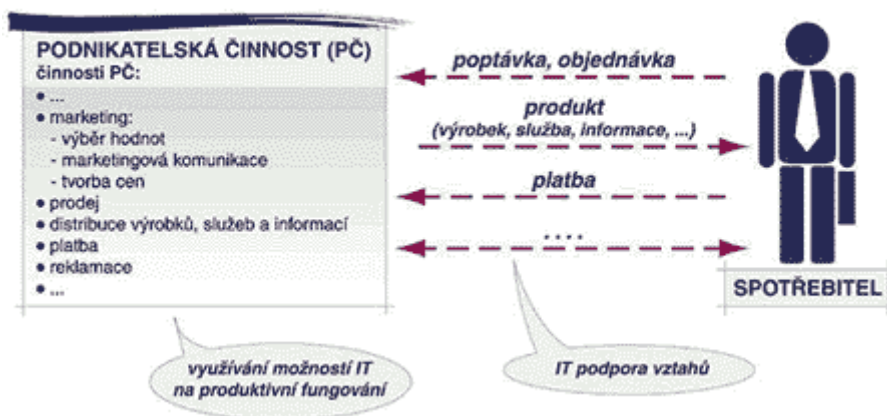 PODNIKATELSKÁ ČINNOST (PČ)
činnosti PČ:
• ...
• marketing:
- výběr hodnot
- marketingová komunikace
- tvorba cen
• prodej
• distribuce výrobků, služeb a informací
• platba
• reklamace
• ...
poptávka, objednávka
produkt
(výrobek, služba, informace, ...)
platba
....
SPOTŘEBITEL
využívání možností IT
na produktivní fungování
IT podpora vztahů